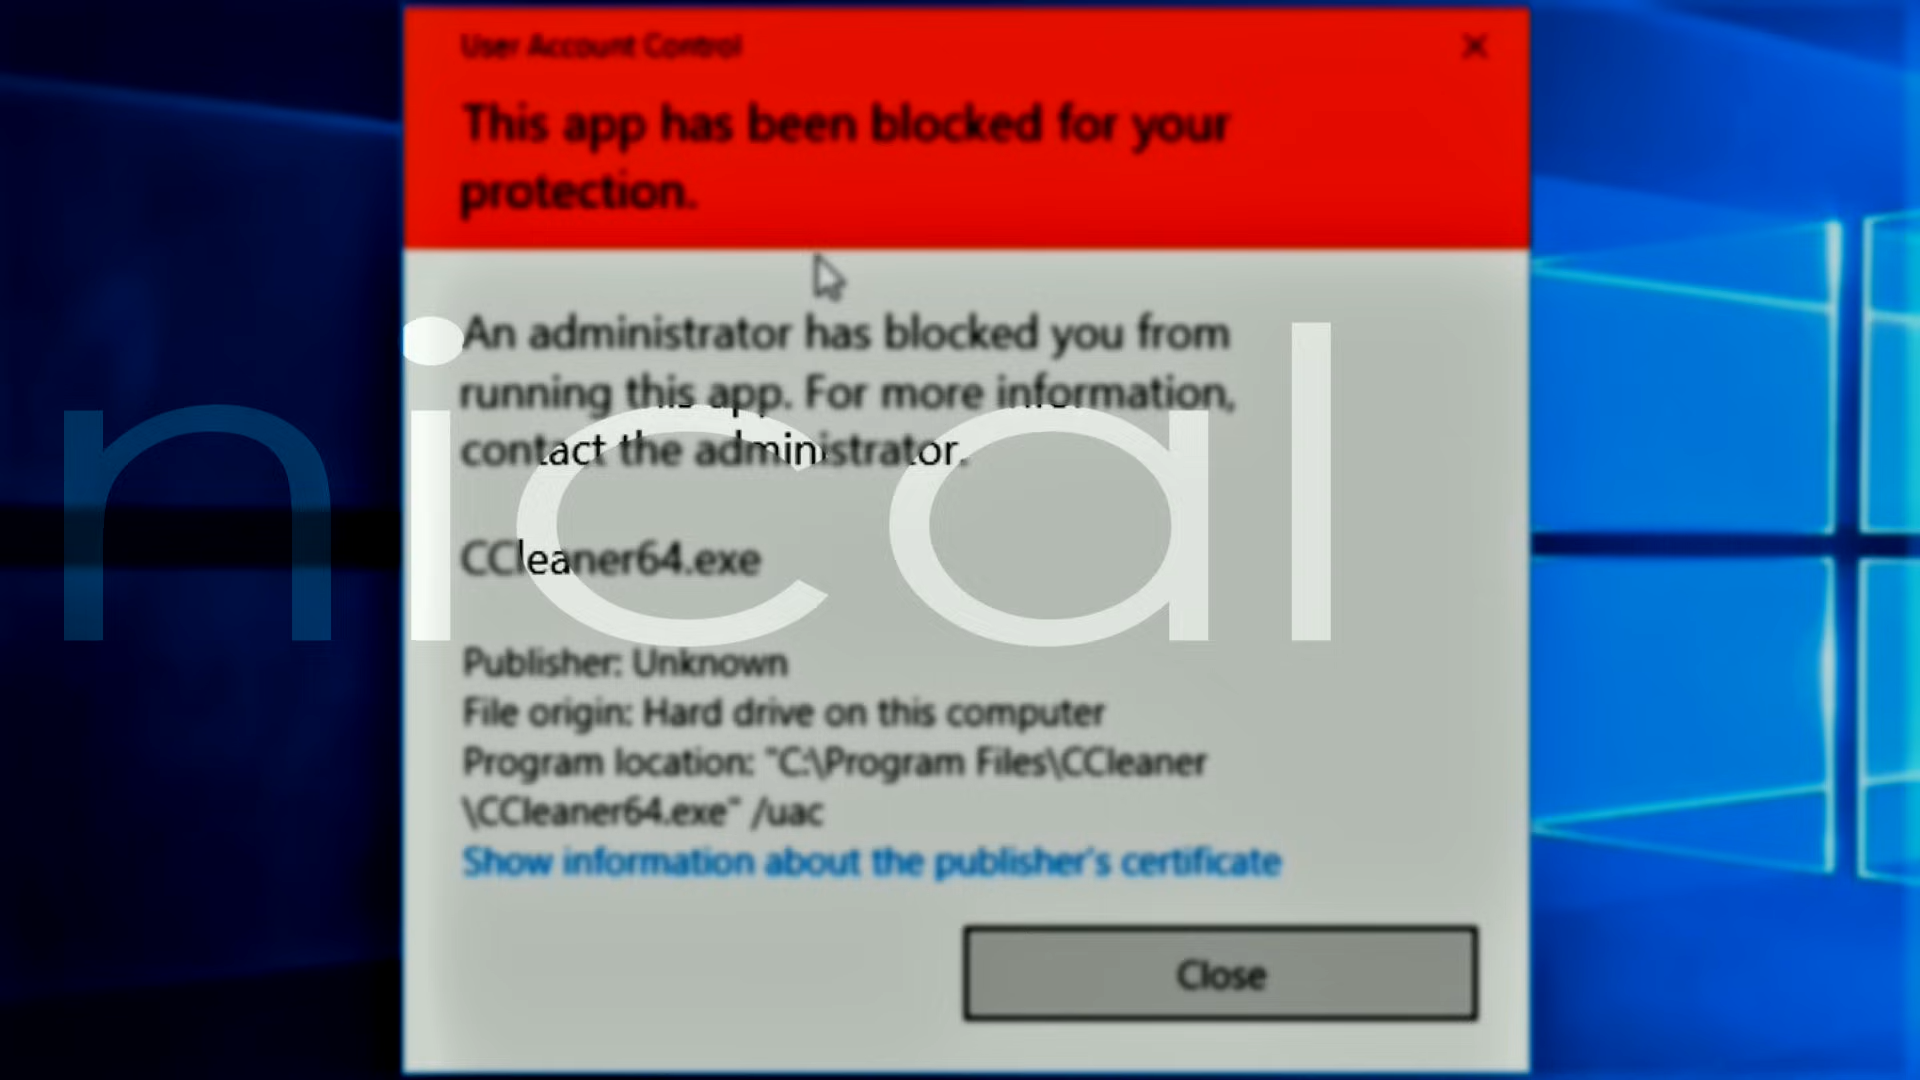 User Account Control
This app has been blocked for your
protection.
An administrator has blocked you from
running this app. For more information,
contact the administrator.
nical
CCleaner64.exe
Publisher: Unknown
File origin: Hard drive on this computer
Program location: "C:\Program Files\CCleaner
\CCleaner64.exe" /uac
Show information about the publisher's certificate
Close